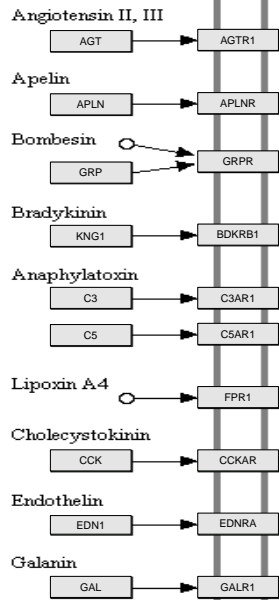 Angiotensin II, III
AGT AGTR1
Apelin
APLN APLNR
Bombesin
GRPR
GRP
Bradykinin
KNG1 BDKRB1
Anaphylatoxin
C3 C3AR1
C5 C5AR1
Lipoxin A4
FPR1
Cholecystokinin
CCK CCKAR
Endothelin
EDN1 EDNRA
Galanin
GAL GALR1